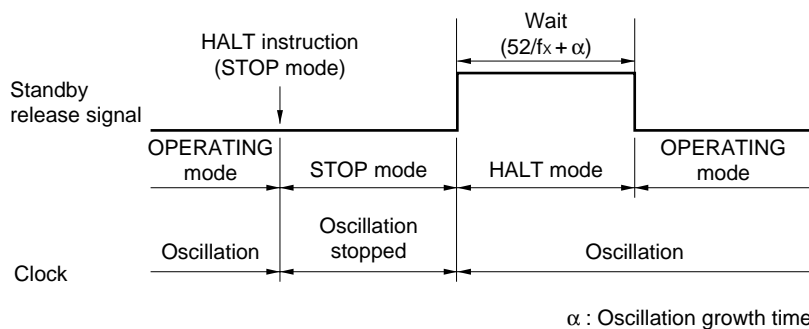 Wait
(52/fx + α)
HALT instruction
(STOP mode)
Standby
release signal
OPERATING
mode
STOP mode
HALT mode
OPERATING
mode
Oscillation
Oscillation
stopped
Oscillation
Clock
α : Oscillation growth time